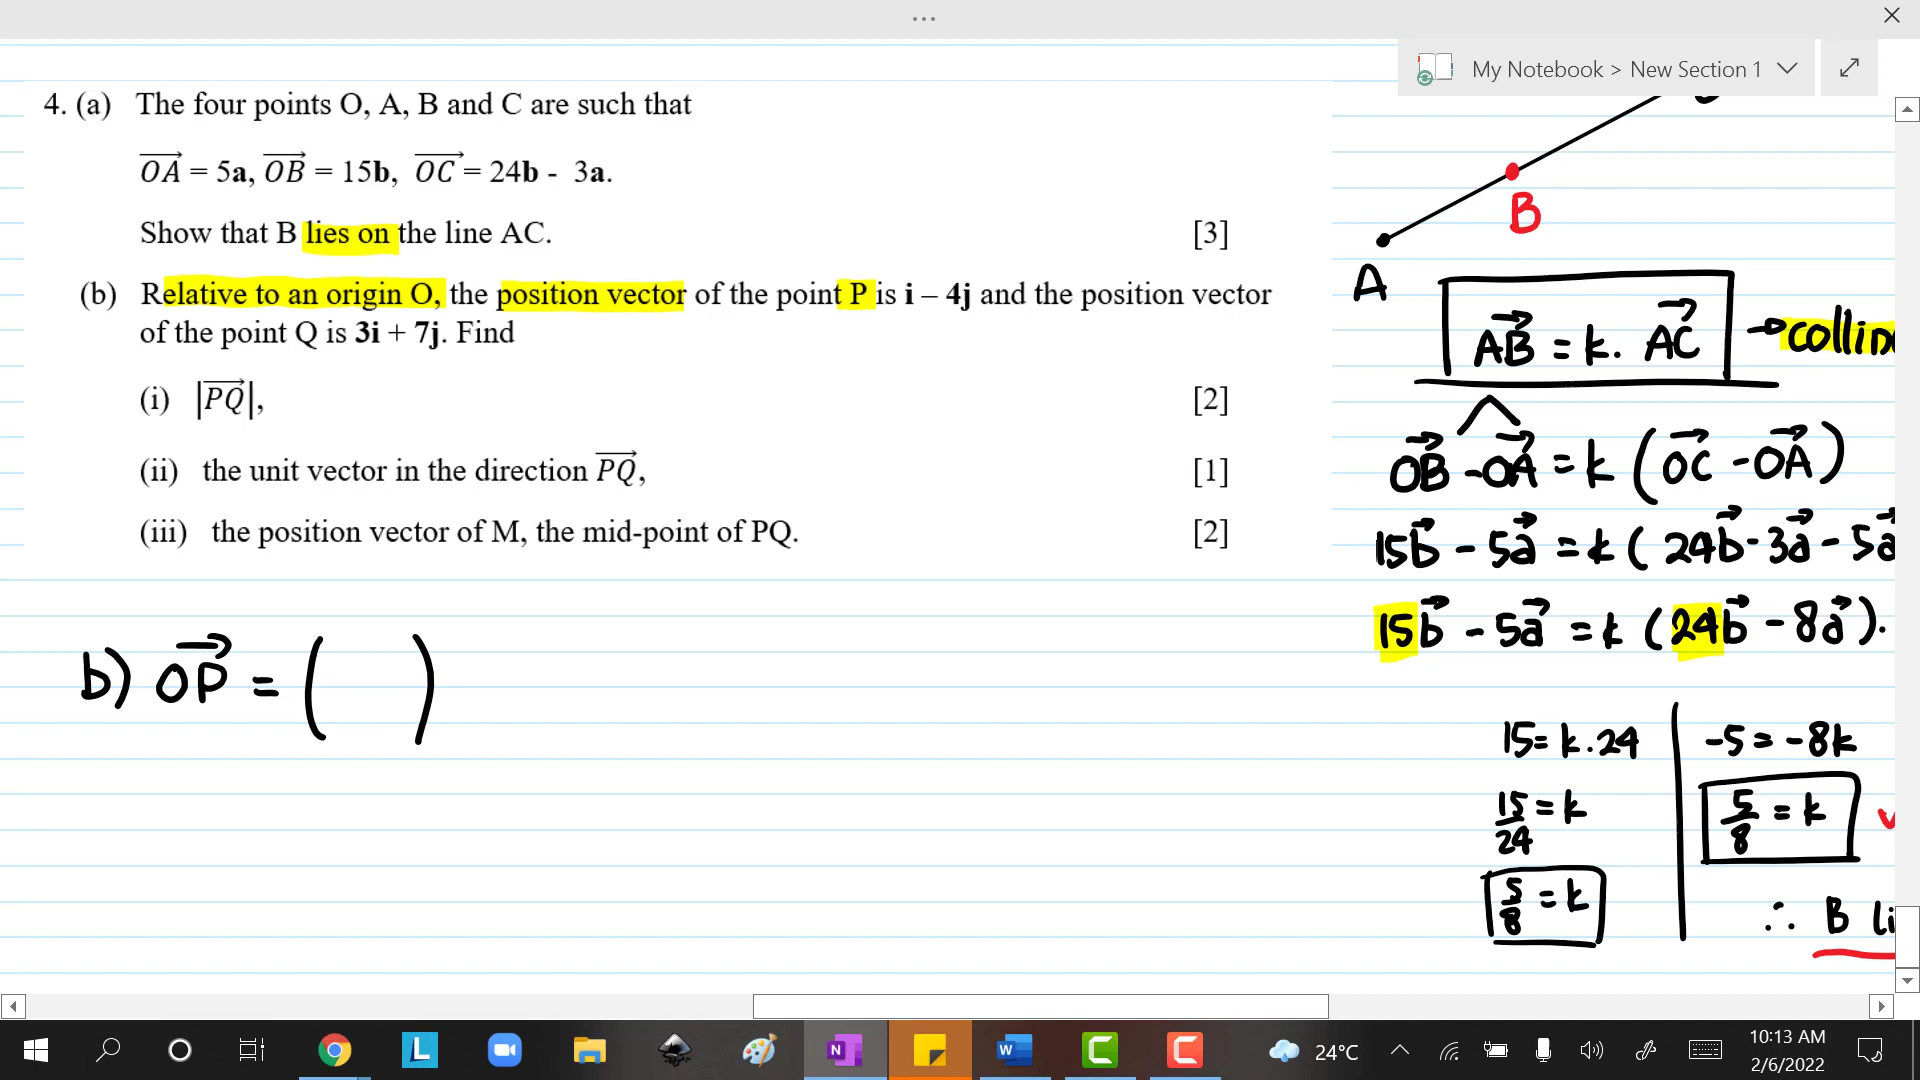 My Notebook > New Section 1
4. (a) The four points O, A, B and C are such that
OA = 5a, OB = 15b, OC = 24b - 3a.
Show that B lies on the line AC. [3]
(b) Relative to an origin O, the position vector of the point P is i – 4j and the position vector
of the point Q is 3i + 7j. Find
(i) |PQ|, [2]
(ii) the unit vector in the direction PQ, [1]
(iii) the position vector of M, the mid-point of PQ. [2]
b) OP = ( )
B
A
AB = k. AC
OB - OA = k (OC - OA)
15b - 5a = k ( 24b - 3a - 5a
15b - 5a = k ( 24b - 8a ).
15 = k . 24
15/24 = k
5/8 = k
-5 = -8k
5/8 = k
∴ B li
N
L
W
24°C
10:13 AM
2/6/2022